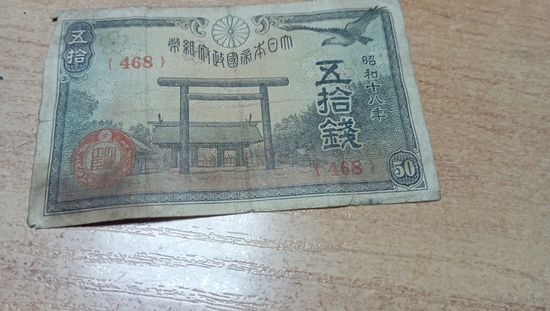 五拾
大日本帝國政府紙幣
{ 468 }
五拾錢
昭和十八年
{ 468 }
50